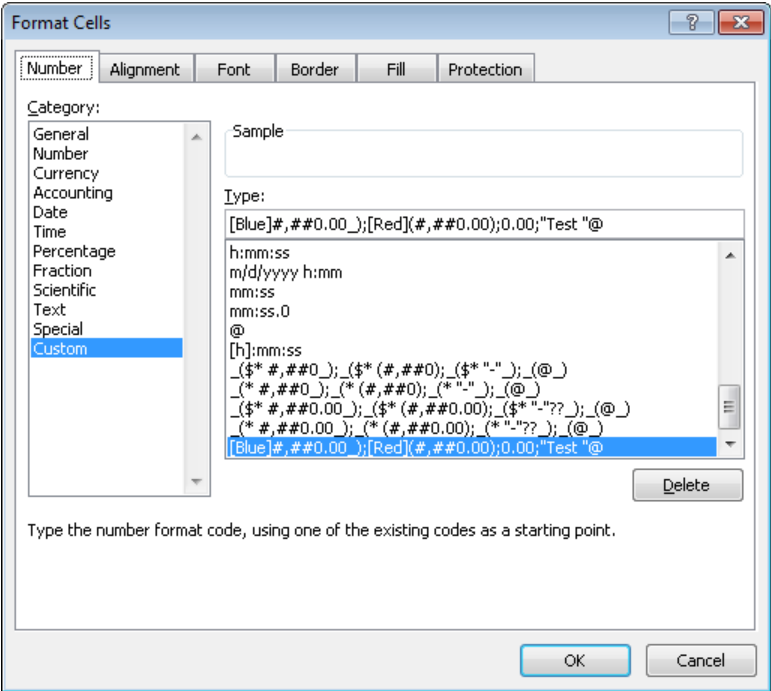 Format Cells
Number Alignment Font Border Fill Protection
Category:
General
Number
Currency
Accounting
Date
Time
Percentage
Fraction
Scientific
Text
Special
Custom
Sample
Type:
[Blue]#,##0.00_);[Red](#,##0.00);0.00;"Test "@
h:mm:ss
m/d/yyyy h:mm
mm:ss
mm:ss.0
@
[h]:mm:ss
_($* #,##0_);_($* (#,##0);_($* "-"_);_(@_)
_(* #,##0_);_(* (#,##0);_(* "-"_);_(@_)
_($* #,##0.00_);_($* (#,##0.00);_($* "-"??_);_(@_)
_(* #,##0.00_);_(* (#,##0.00);_(* "-"??_);_(@_)
[Blue]#,##0.00_);[Red](#,##0.00);0.00;"Test "@
Delete
Type the number format code, using one of the existing codes as a starting point.
OK Cancel